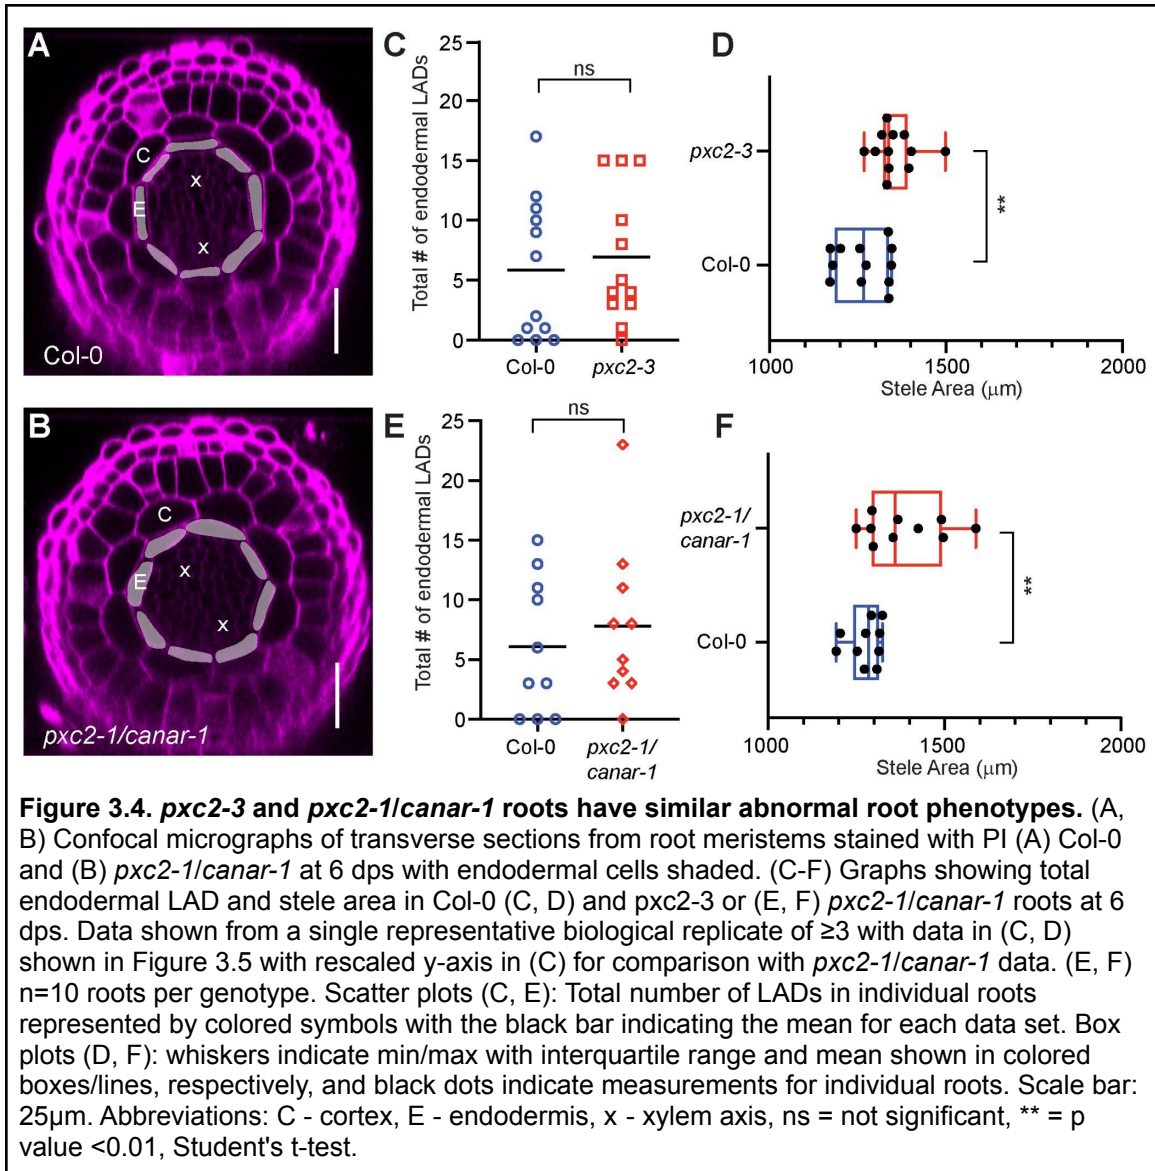 A
C
x
E
x
Col-0
B
C
E
x
x
pxc2-1/canar-1
C
25
20
15
10
5
0
Total # of endodermal LADs
ns
Col-0
pxc2-3
D
pxc2-3
Col-0
**
1000
1500
2000
Stele Area (μm)
E
25
20
15
10
5
0
Total # of endodermal LADs
ns
Col-0
pxc2-1/
canar-1
F
pxc2-1/
canar-1
Col-0
**
1000
1500
2000
Stele Area (μm)
Figure 3.4. pxc2-3 and pxc2-1/canar-1 roots have similar abnormal root phenotypes. (A,
B) Confocal micrographs of transverse sections from root meristems stained with PI (A) Col-0
and (B) pxc2-1/canar-1 at 6 dps with endodermal cells shaded. (C-F) Graphs showing total
endodermal LAD and stele area in Col-0 (C, D) and pxc2-3 or (E, F) pxc2-1/canar-1 roots at 6
dps. Data shown from a single representative biological replicate of ≥3 with data in (C, D)
shown in Figure 3.5 with rescaled y-axis in (C) for comparison with pxc2-1/canar-1 data. (E, F)
n=10 roots per genotype. Scatter plots (C, E): Total number of LADs in individual roots
represented by colored symbols with the black bar indicating the mean for each data set. Box
plots (D, F): whiskers indicate min/max with interquartile range and mean shown in colored
boxes/lines, respectively, and black dots indicate measurements for individual roots. Scale bar:
25μm. Abbreviations: C - cortex, E - endodermis, x - xylem axis, ns = not significant, ** = p
value <0.01, Student's t-test.